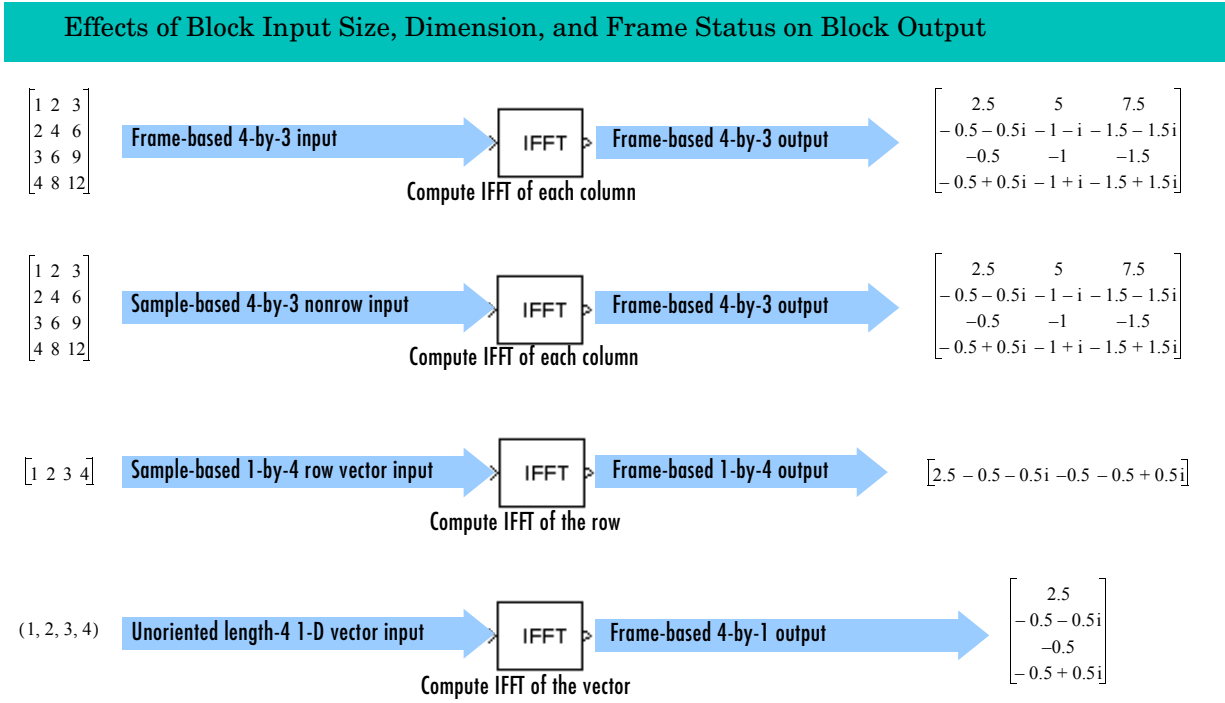 Effects of Block Input Size, Dimension, and Frame Status on Block Output
1 2 3
2 4 6
3 6 9
4 8 12
Frame-based 4-by-3 input
IFFT
Compute IFFT of each column
Frame-based 4-by-3 output
2.5 5 7.5
– 0.5 – 0.5i – 1 – i – 1.5 – 1.5i
–0.5 –1 –1.5
– 0.5 + 0.5i – 1 + i – 1.5 + 1.5i
1 2 3
2 4 6
3 6 9
4 8 12
Sample-based 4-by-3 nonrow input
IFFT
Compute IFFT of each column
Frame-based 4-by-3 output
2.5 5 7.5
– 0.5 – 0.5i – 1 – i – 1.5 – 1.5i
–0.5 –1 –1.5
– 0.5 + 0.5i – 1 + i – 1.5 + 1.5i
[1 2 3 4]
Sample-based 1-by-4 row vector input
IFFT
Compute IFFT of the row
Frame-based 1-by-4 output
[2.5 – 0.5 – 0.5i –0.5 – 0.5 + 0.5i]
(1, 2, 3, 4)
Unoriented length-4 1-D vector input
IFFT
Compute IFFT of the vector
Frame-based 4-by-1 output
2.5
– 0.5 – 0.5i
–0.5
– 0.5 + 0.5i